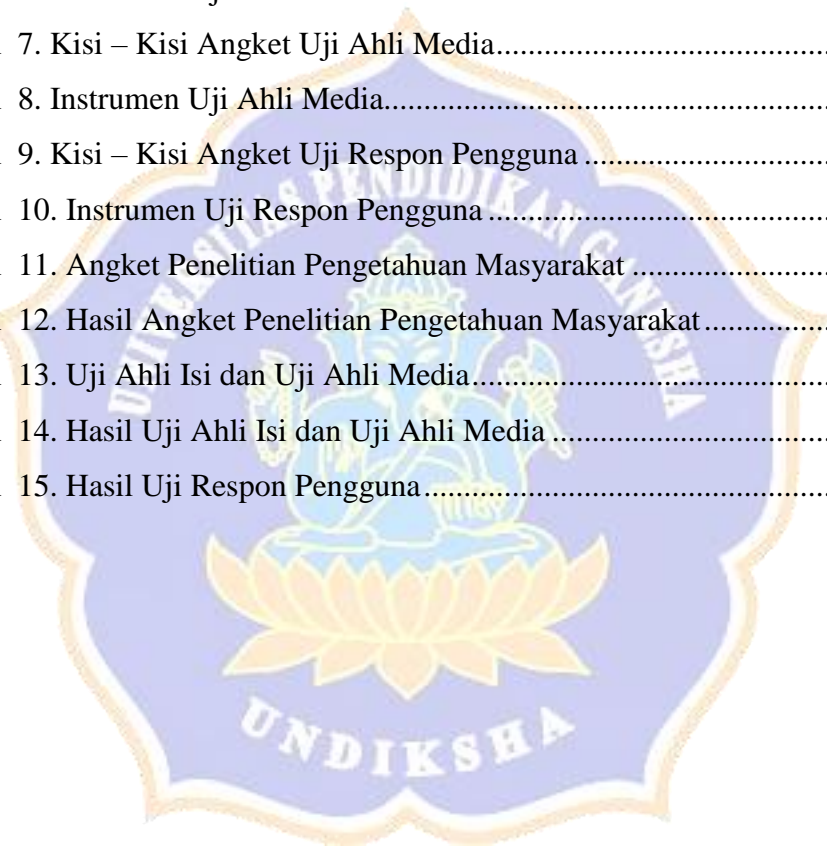 7. Kisi – Kisi Angket Uji Ahli Media
8. Instrumen Uji Ahli Media
9. Kisi – Kisi Angket Uji Respon Pengguna
10. Instrumen Uji Respon Pengguna
11. Angket Penelitian Pengetahuan Masyarakat
12. Hasil Angket Penelitian Pengetahuan Masyarakat
13. Uji Ahli Isi dan Uji Ahli Media
14. Hasil Uji Ahli Isi dan Uji Ahli Media
15. Hasil Uji Respon Pengguna
UNIVERSITAS PENDIDIKAN GANESHA
UNDIKSHA